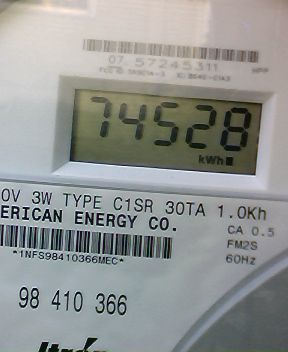 07. 57245311
74528
kWh
0V 3W TYPE C1SR 30TA 1.0Kh
ERICAN ENERGY CO.
CA 0.5
FM2S
60Hz
*1NFS98410366MEC*
98 410 366
Itron